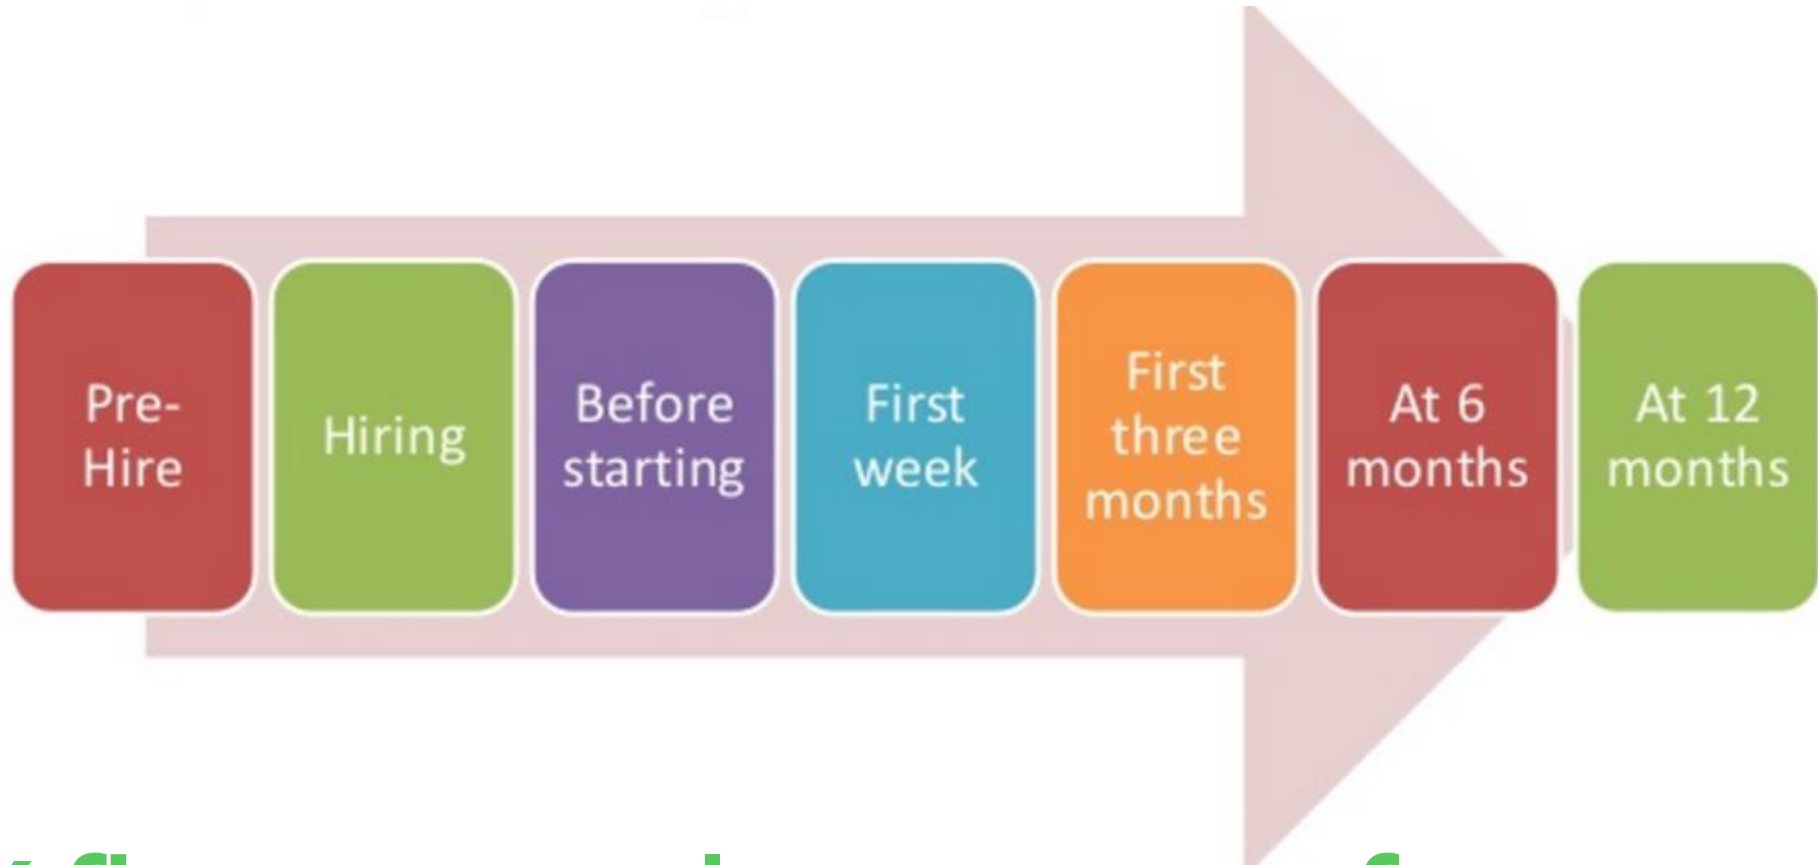 Pre-
Hire
Hiring
Before
starting
First
week
First
three
months
At 6
months
At 12
months